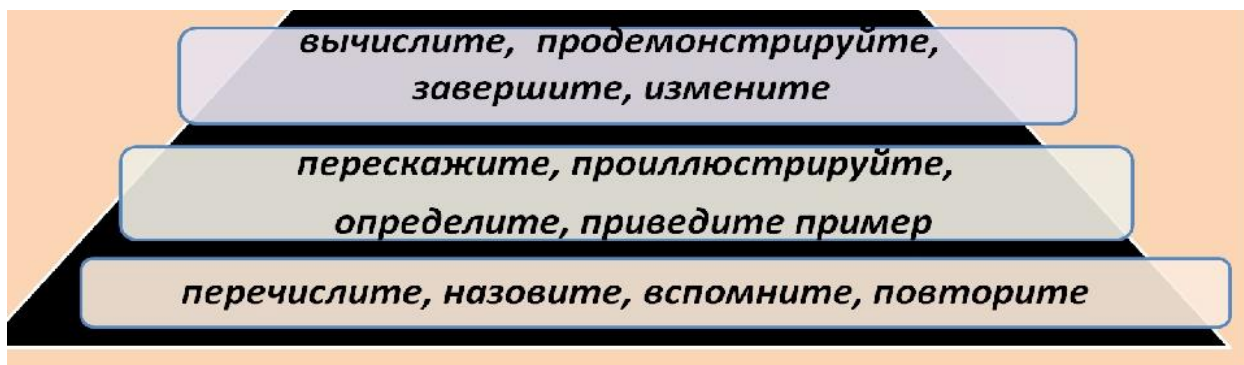 вычислите, продемонстрируйте,
завершите, измените
перескажите, проиллюстрируйте,
определите, приведите пример
перечислите, назовите, вспомните, повторите